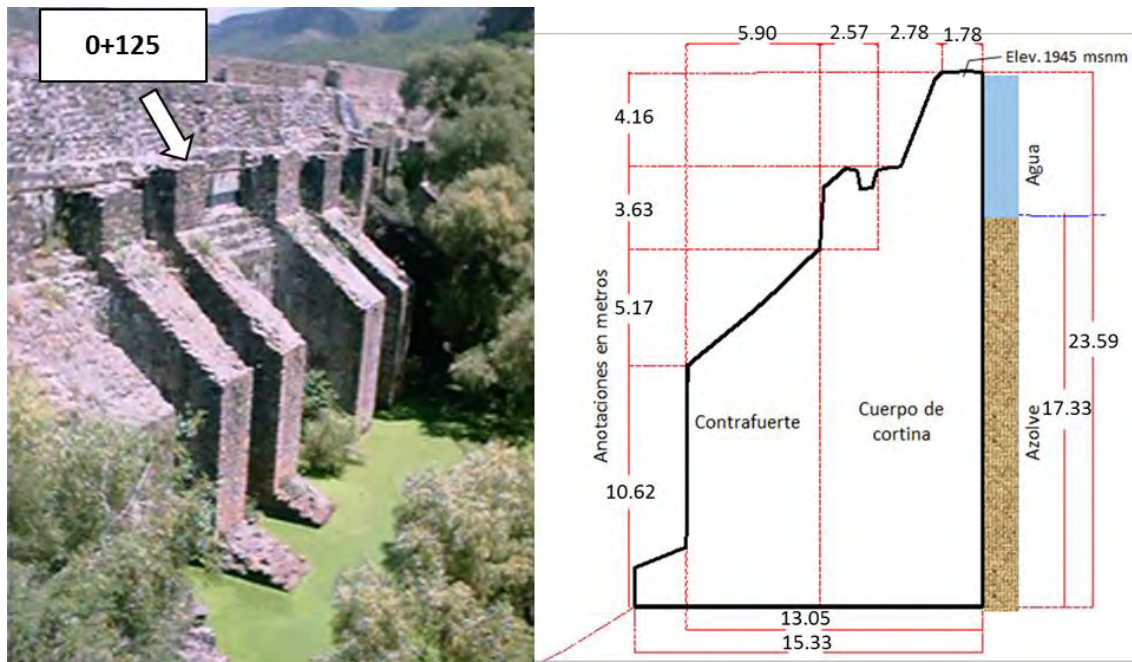 0+125
5.90
2.57
2.78
1.78
Elev. 1945 msnm
4.16
3.63
5.17
10.62
Anotaciones en metros
Contrafuerte
Cuerpo de
cortina
Agua
Azolve
23.59
17.33
13.05
15.33